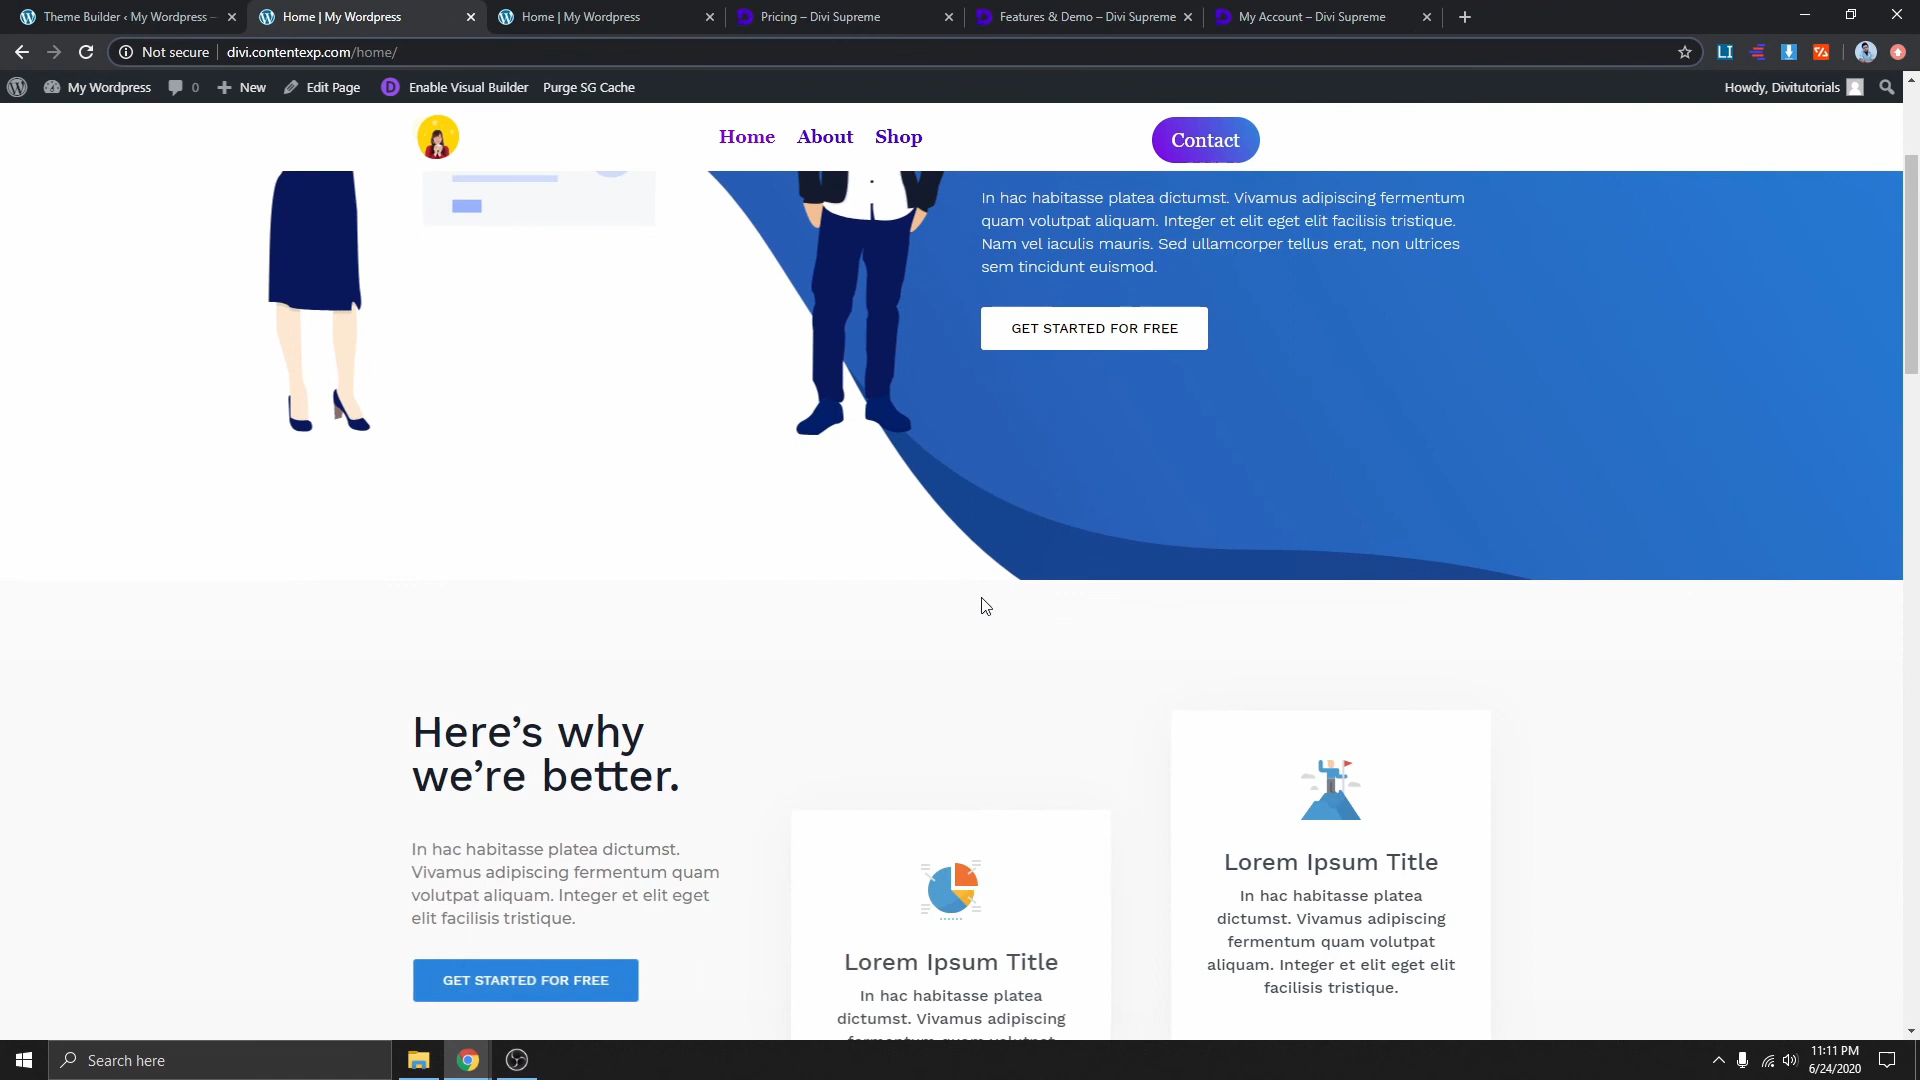 Theme Builder ‹ My Wordpress –
Home | My Wordpress
Home | My Wordpress
Pricing – Divi Supreme
Features & Demo – Divi Supreme
My Account – Divi Supreme
Not secure
divi.contentexp.com/home/
LI
My Wordpress
0
New
Edit Page
D
Enable Visual Builder
Purge SG Cache
Howdy, Divitutorials
Home
About
Shop
Contact
In hac habitasse platea dictumst. Vivamus adipiscing fermentum
quam volutpat aliquam. Integer et elit eget elit facilisis tristique.
Nam vel iaculis mauris. Sed ullamcorper tellus erat, non ultrices
sem tincidunt euismod.
GET STARTED FOR FREE
Here’s why
we’re better.
In hac habitasse platea dictumst.
Vivamus adipiscing fermentum quam
volutpat aliquam. Integer et elit eget
elit facilisis tristique.
GET STARTED FOR FREE
Lorem Ipsum Title
In hac habitasse platea
dictumst. Vivamus adipiscing
fermentum quam volutpat
Lorem Ipsum Title
In hac habitasse platea
dictumst. Vivamus adipiscing
fermentum quam volutpat
aliquam. Integer et elit eget elit
facilisis tristique.
Search here
11:11 PM
6/24/2020